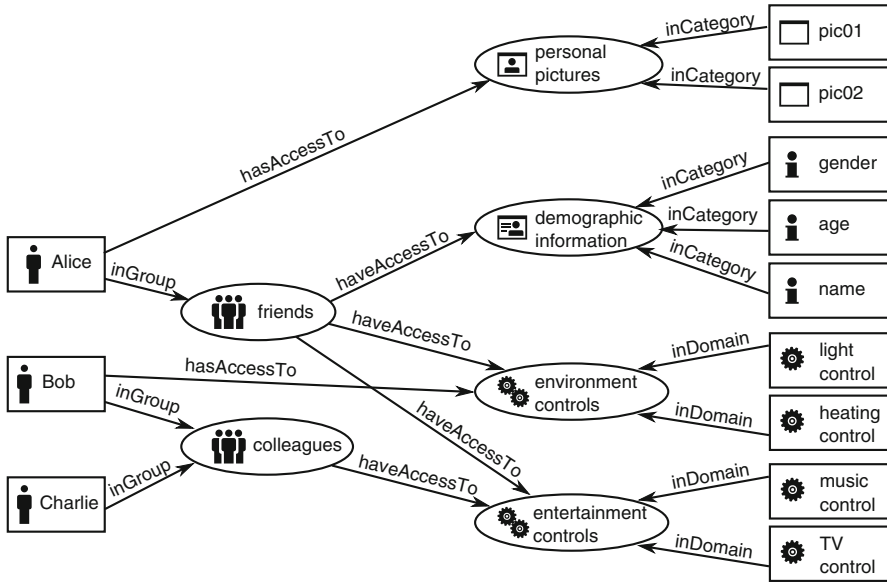 inCategory
pic01
personal
pictures
inCategory
pic02
hasAccessTo
inCategory
gender
demographic
information
inCategory
age
haveAccessTo
inCategory
name
Alice
inGroup
friends
haveAccessTo
inDomain
light
control
Bob
hasAccessTo
environment
controls
inGroup
inDomain
heating
control
colleagues
haveAccessTo
inGroup
haveAccessTo
inDomain
music
control
Charlie
entertainment
controls
inDomain
TV
control